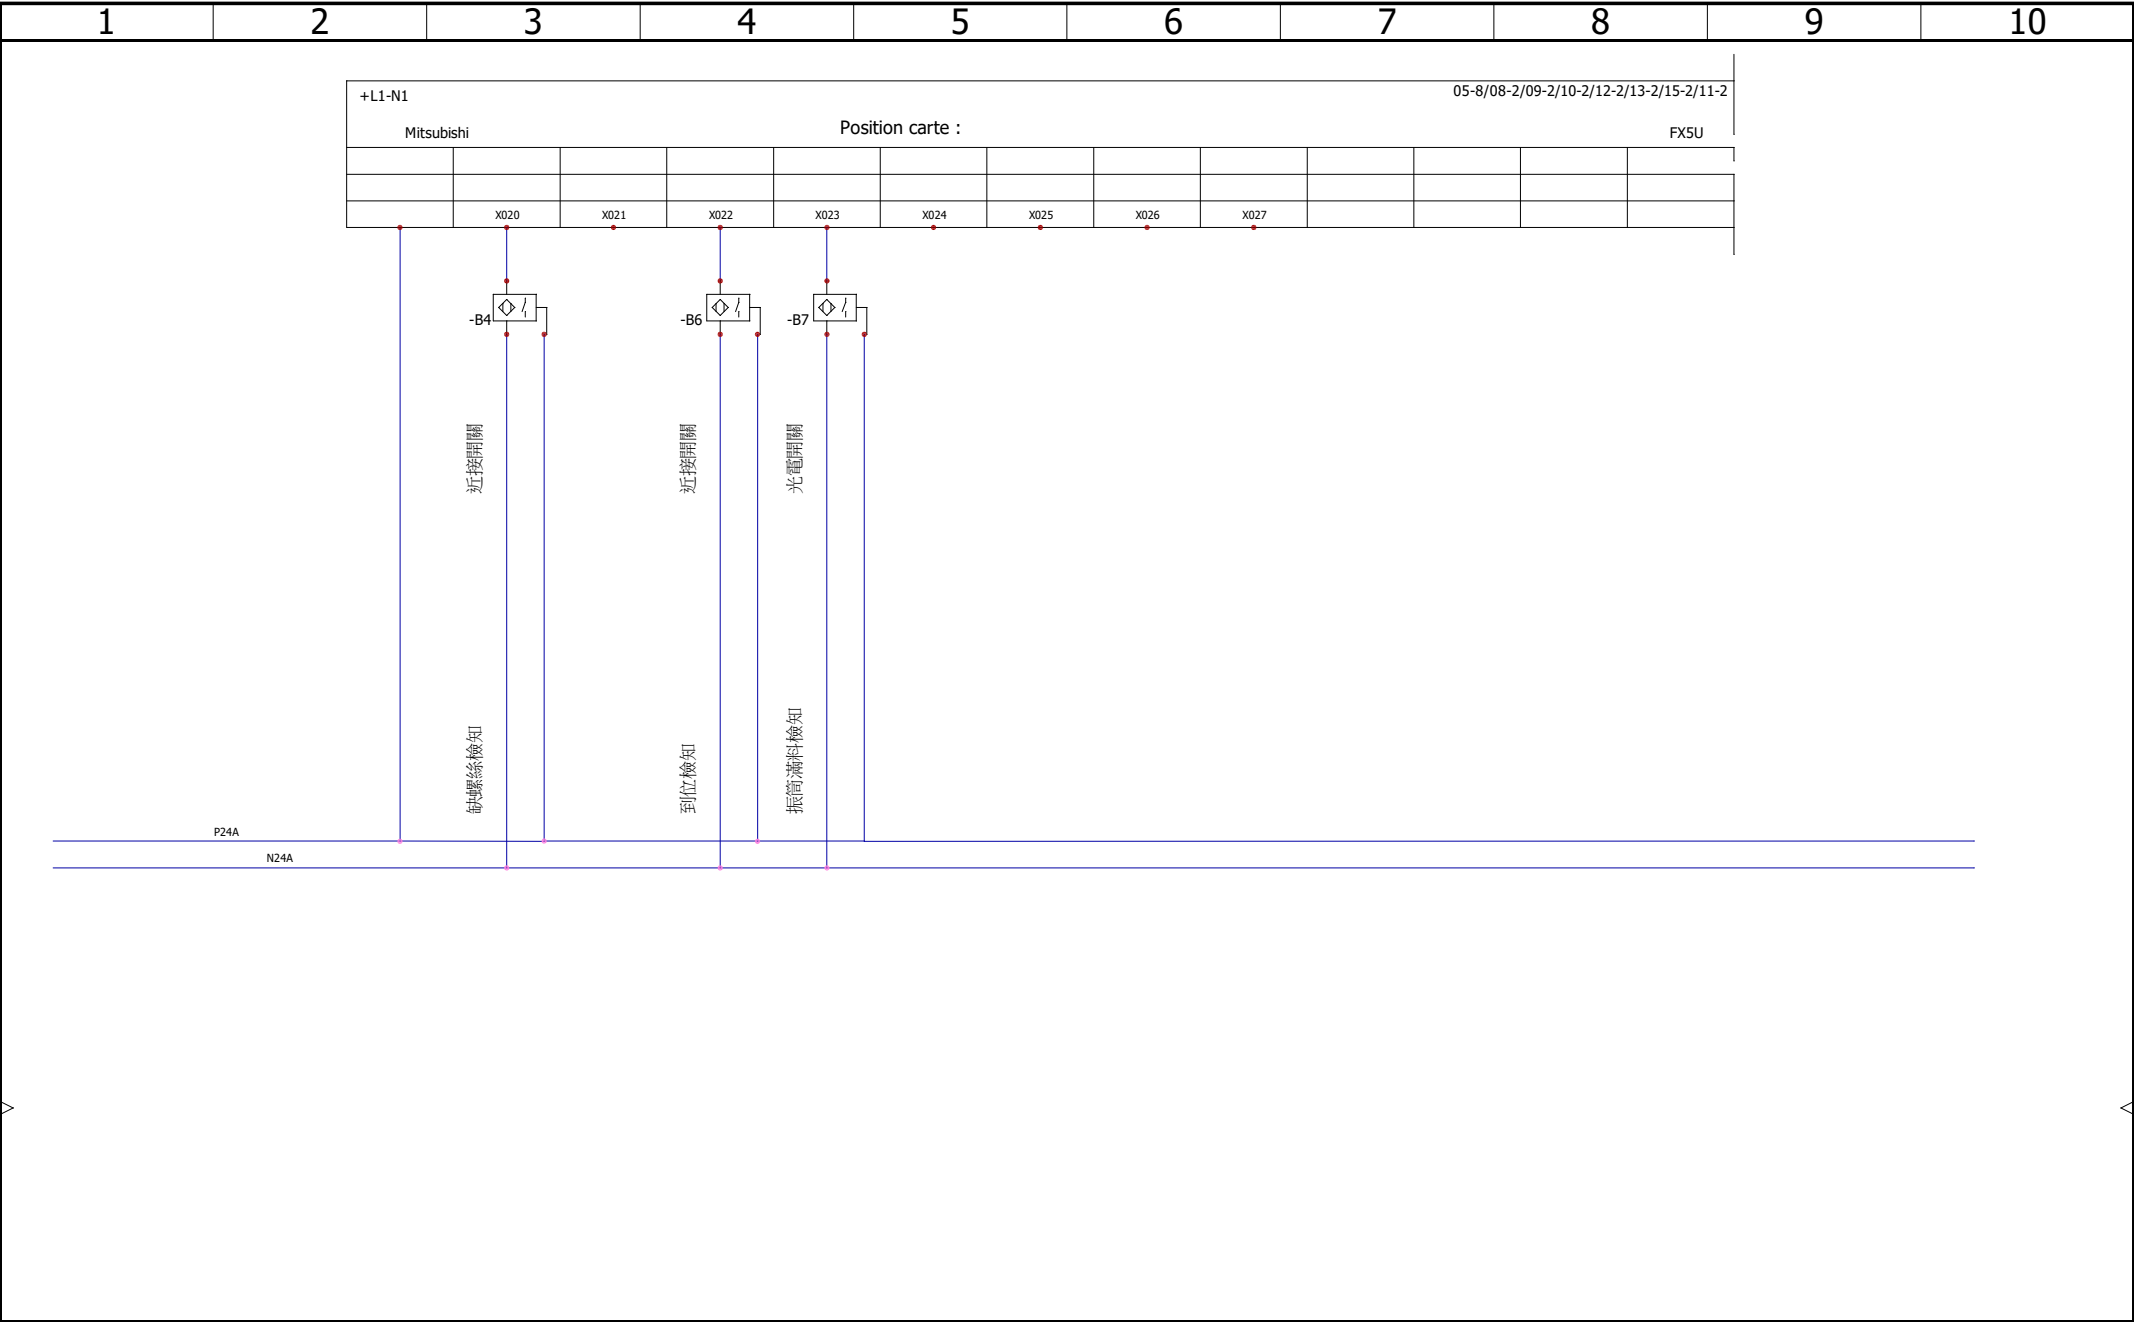 1 2 3 4 5 6 7 8 9 10
+L1-N1 05-8/08-2/09-2/10-2/12-2/13-2/15-2/11-2
Mitsubishi Position carte : FX5U
X020 X021 X022 X023 X024 X025 X026 X027
-B4 -B6 -B7
近接開關
近接開關
光電開關
缺螺絲檢知
到位檢知
振筒滿料檢知
P24A
N24A